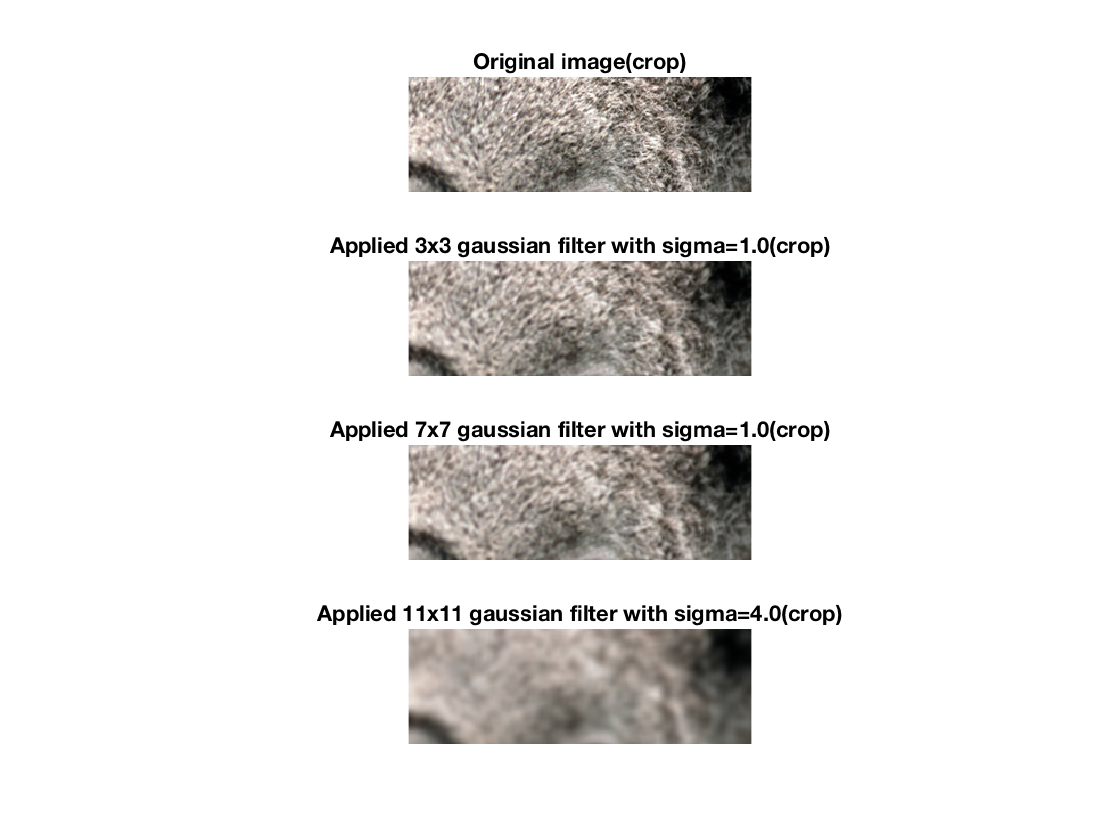 Original image(crop)
Applied 3x3 gaussian filter with sigma=1.0(crop)
Applied 7x7 gaussian filter with sigma=1.0(crop)
Applied 11x11 gaussian filter with sigma=4.0(crop)